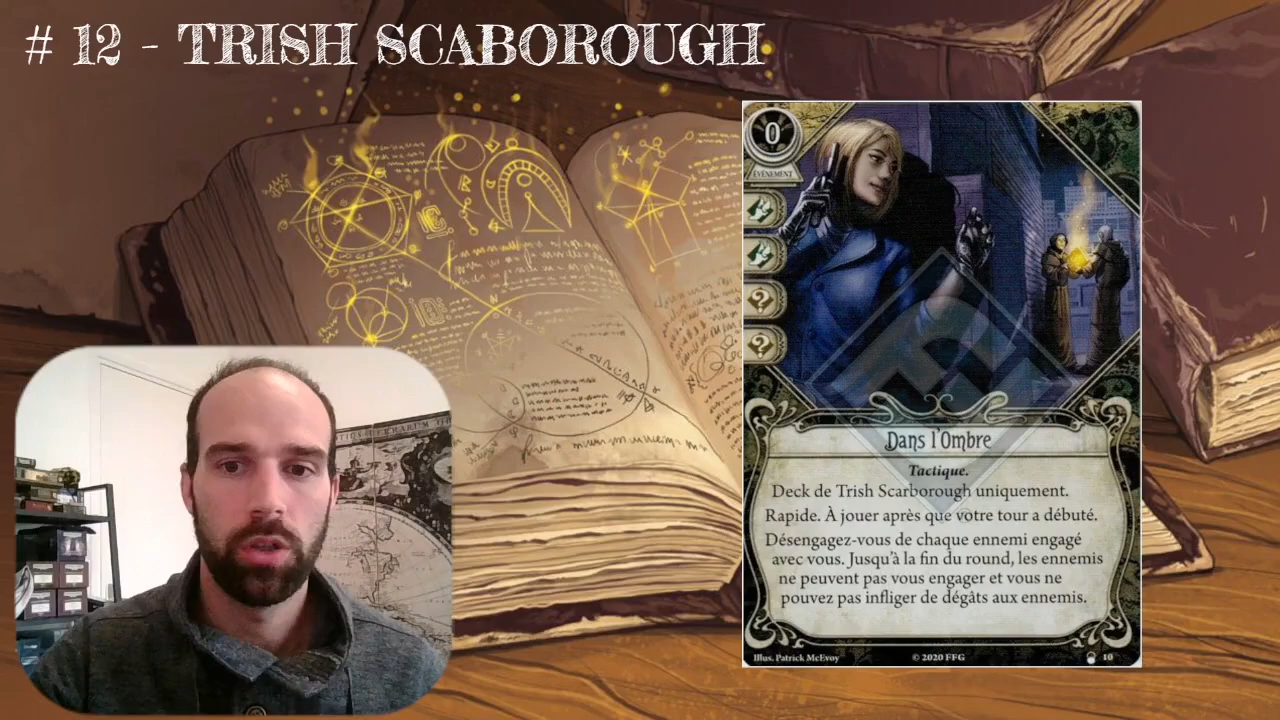 # 12 - TRISH SCABOROUGH
0
ÉVÉNEMENT
Dans l'Ombre
Tactique.
Deck de Trish Scarborough uniquement.
Rapide. À jouer après que votre tour a débuté.
Désengagez-vous de chaque ennemi engagé
avec vous. Jusqu'à la fin du round, les ennemis
ne peuvent pas vous engager et vous ne
pouvez pas infliger de dégâts aux ennemis.
Illus. Patrick McEvoy
© 2020 FFG
10